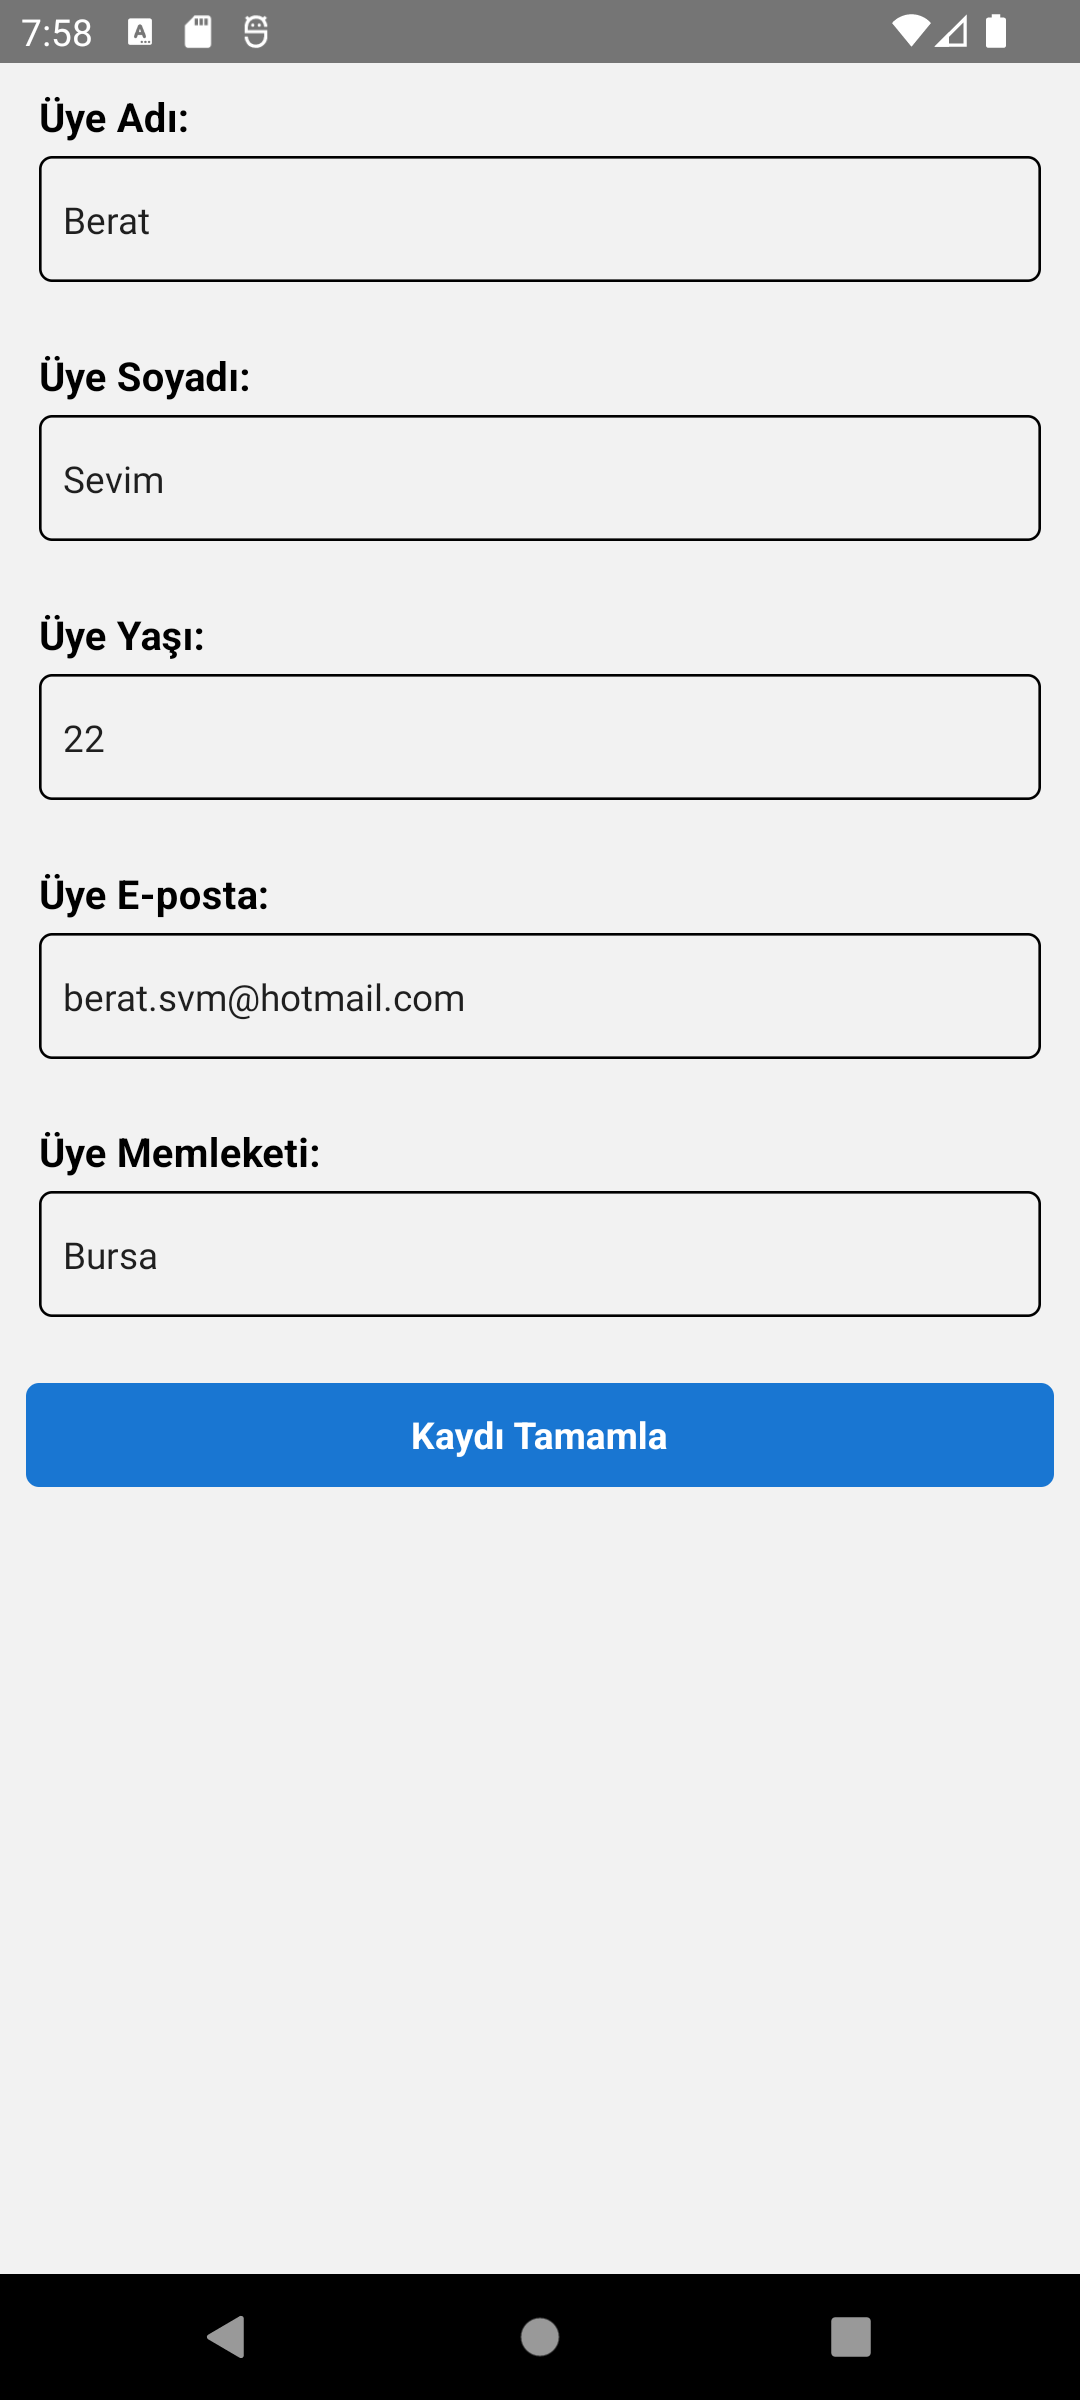 7:58
Üye Adı:
Berat
Üye Soyadı:
Sevim
Üye Yaşı:
22
Üye E-posta:
berat.svm@hotmail.com
Üye Memleketi:
Bursa
Kaydı Tamamla